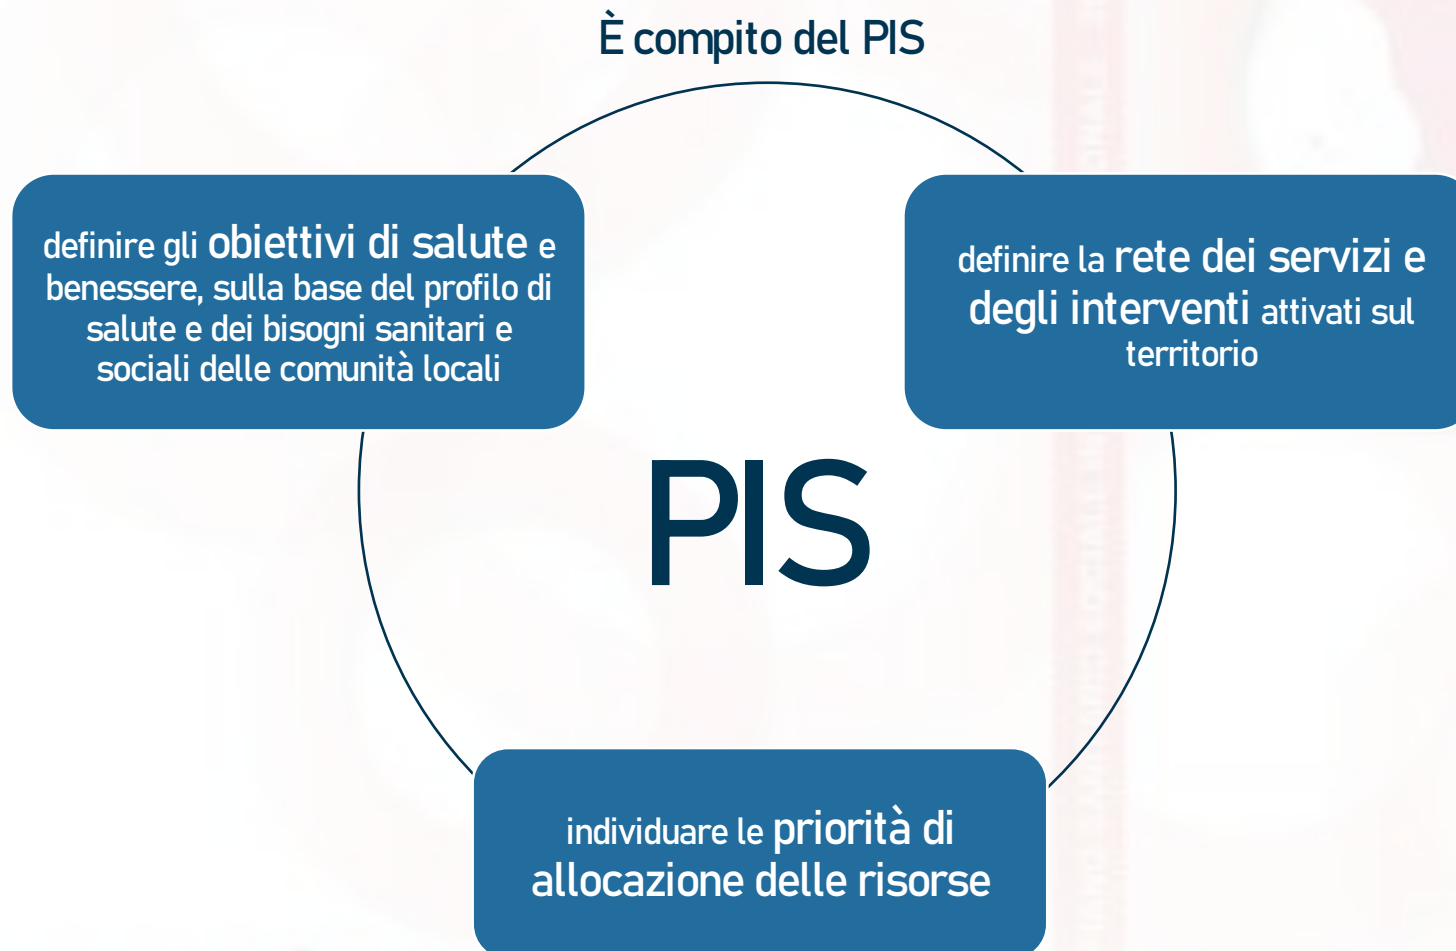 È compito del PIS
definire gli obiettivi di salute e
benessere, sulla base del profilo di
salute e dei bisogni sanitari e
sociali delle comunità locali
definire la rete dei servizi e
degli interventi attivati sul
territorio
PIS
individuare le priorità di
allocazione delle risorse